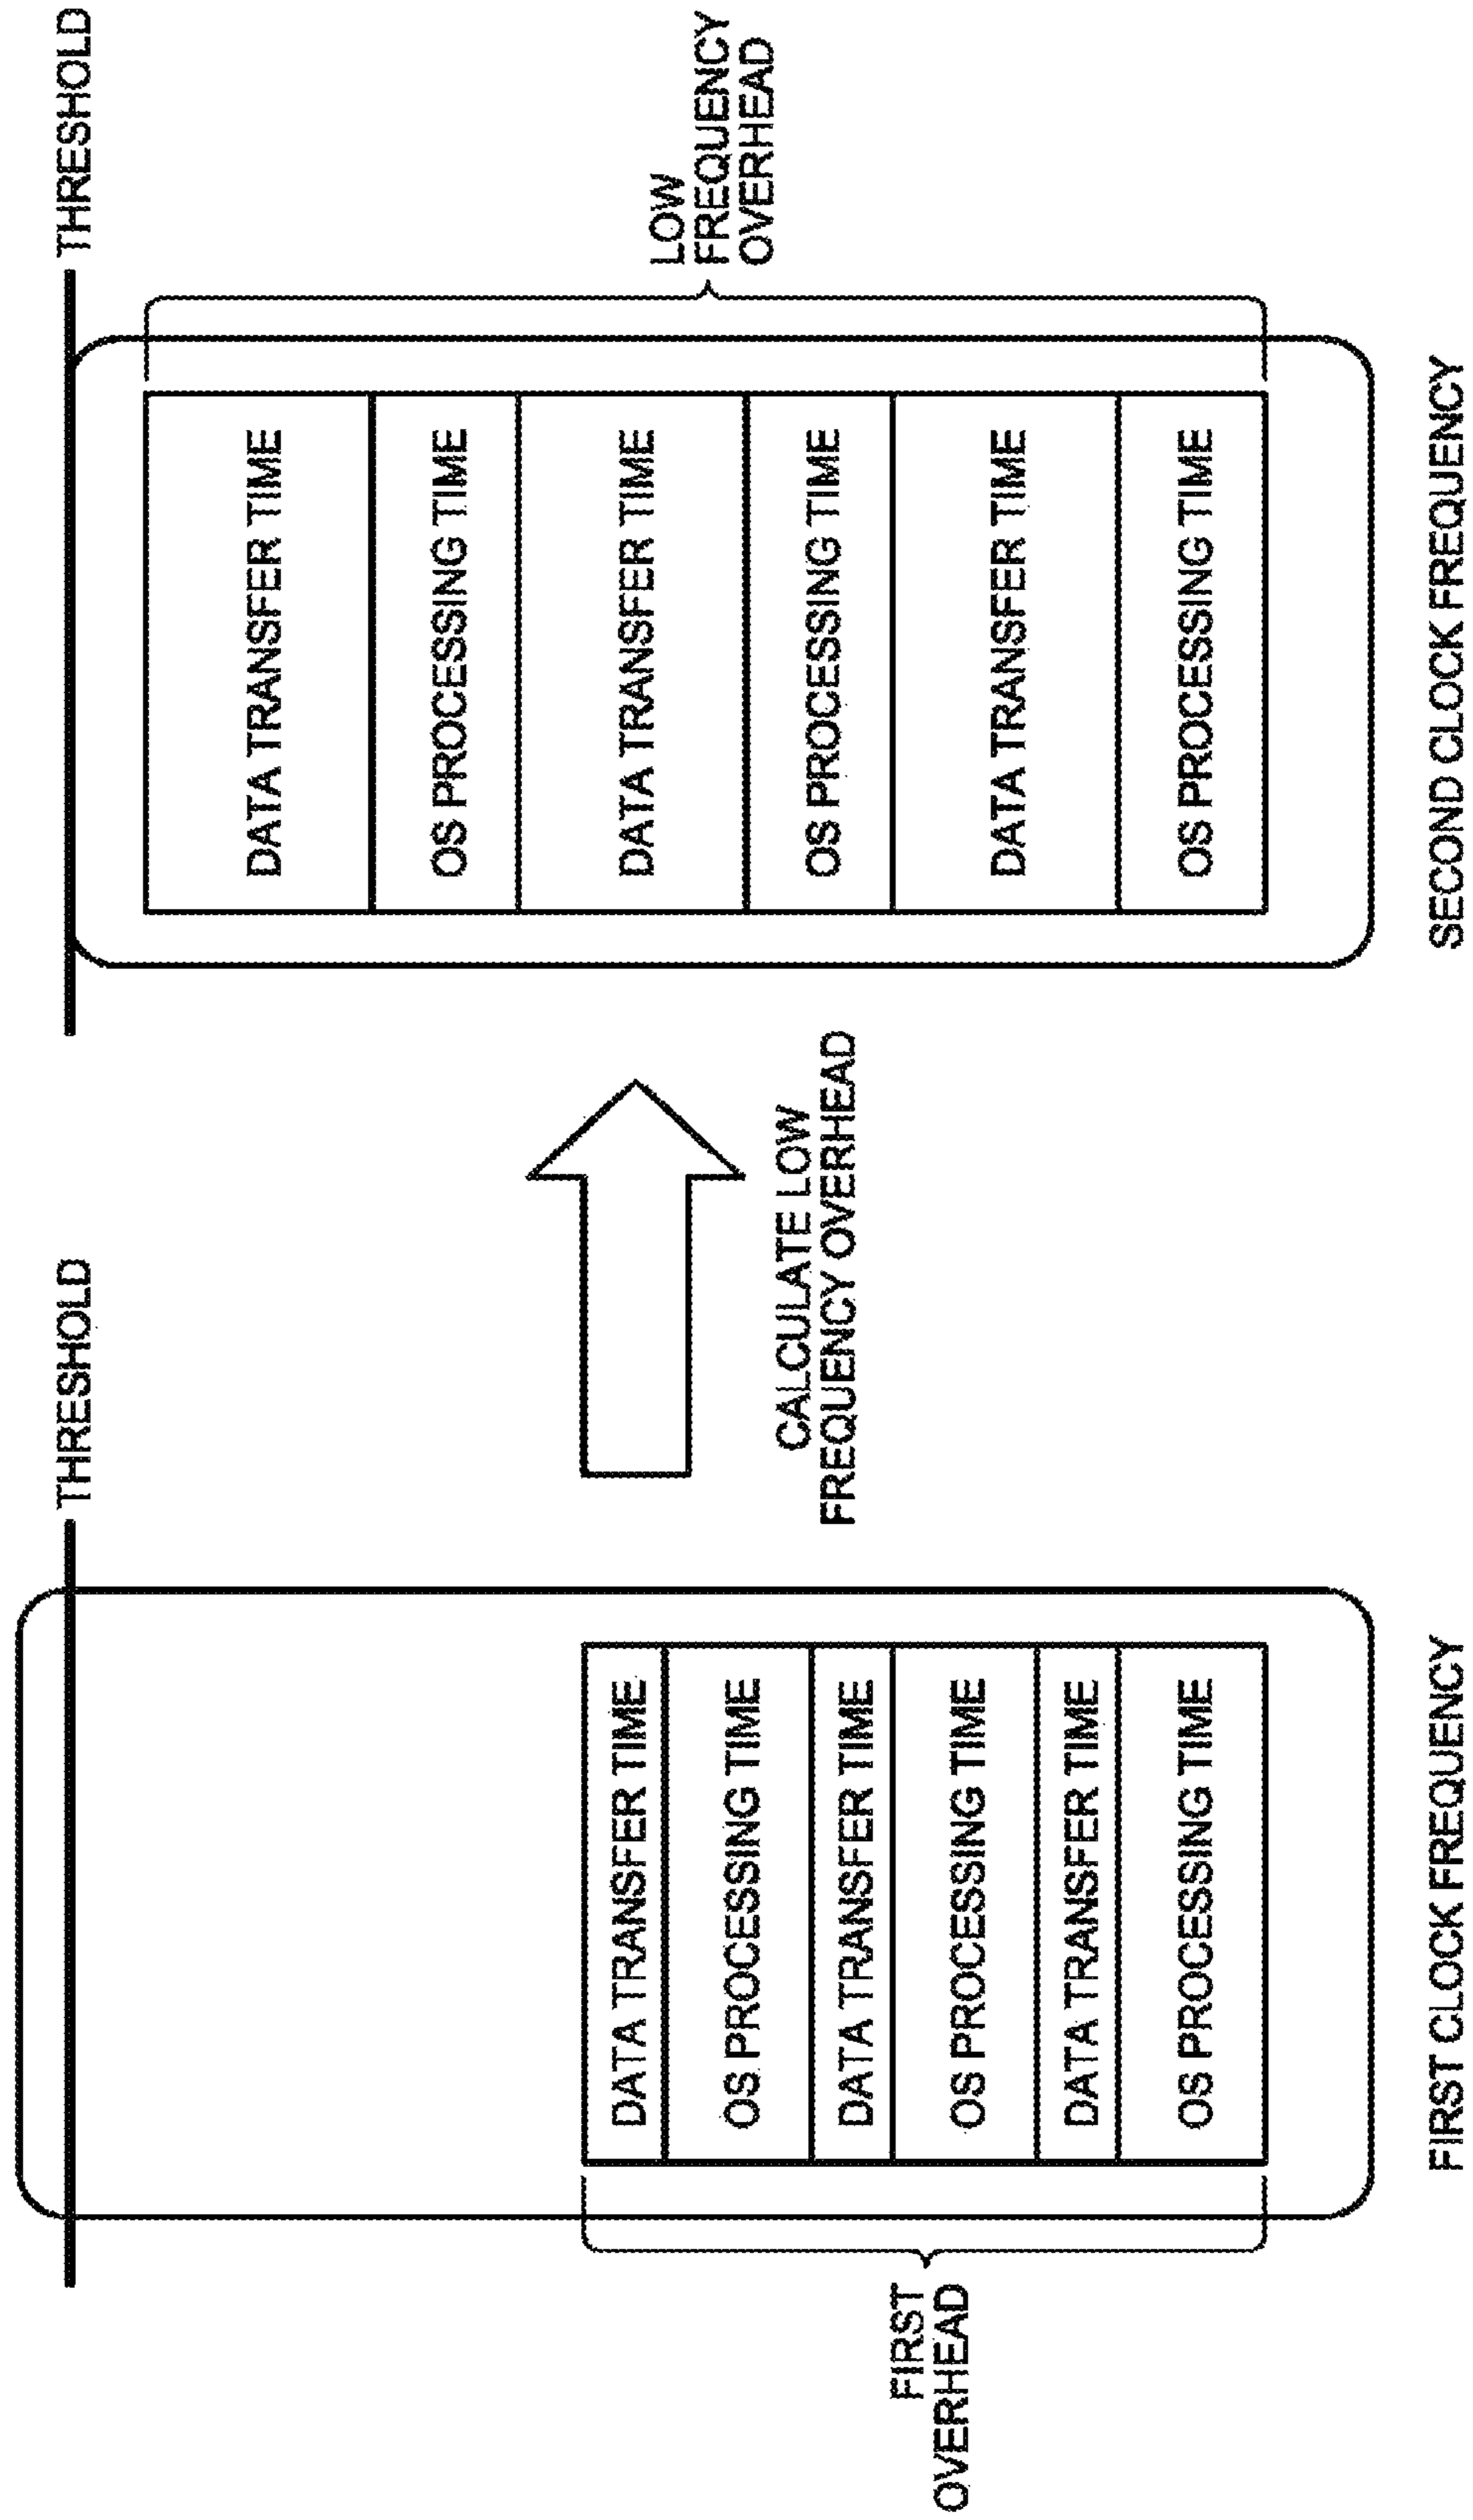 THRESHOLD
FIRST
OVERHEAD
DATA TRANSFER TIME
OS PROCESSING TIME
DATA TRANSFER TIME
OS PROCESSING TIME
DATA TRANSFER TIME
OS PROCESSING TIME
FIRST CLOCK FREQUENCY
CALCULATE LOW
FREQUENCY OVERHEAD
THRESHOLD
DATA TRANSFER TIME
OS PROCESSING TIME
DATA TRANSFER TIME
OS PROCESSING TIME
DATA TRANSFER TIME
OS PROCESSING TIME
LOW
FREQUENCY
OVERHEAD
SECOND CLOCK FREQUENCY